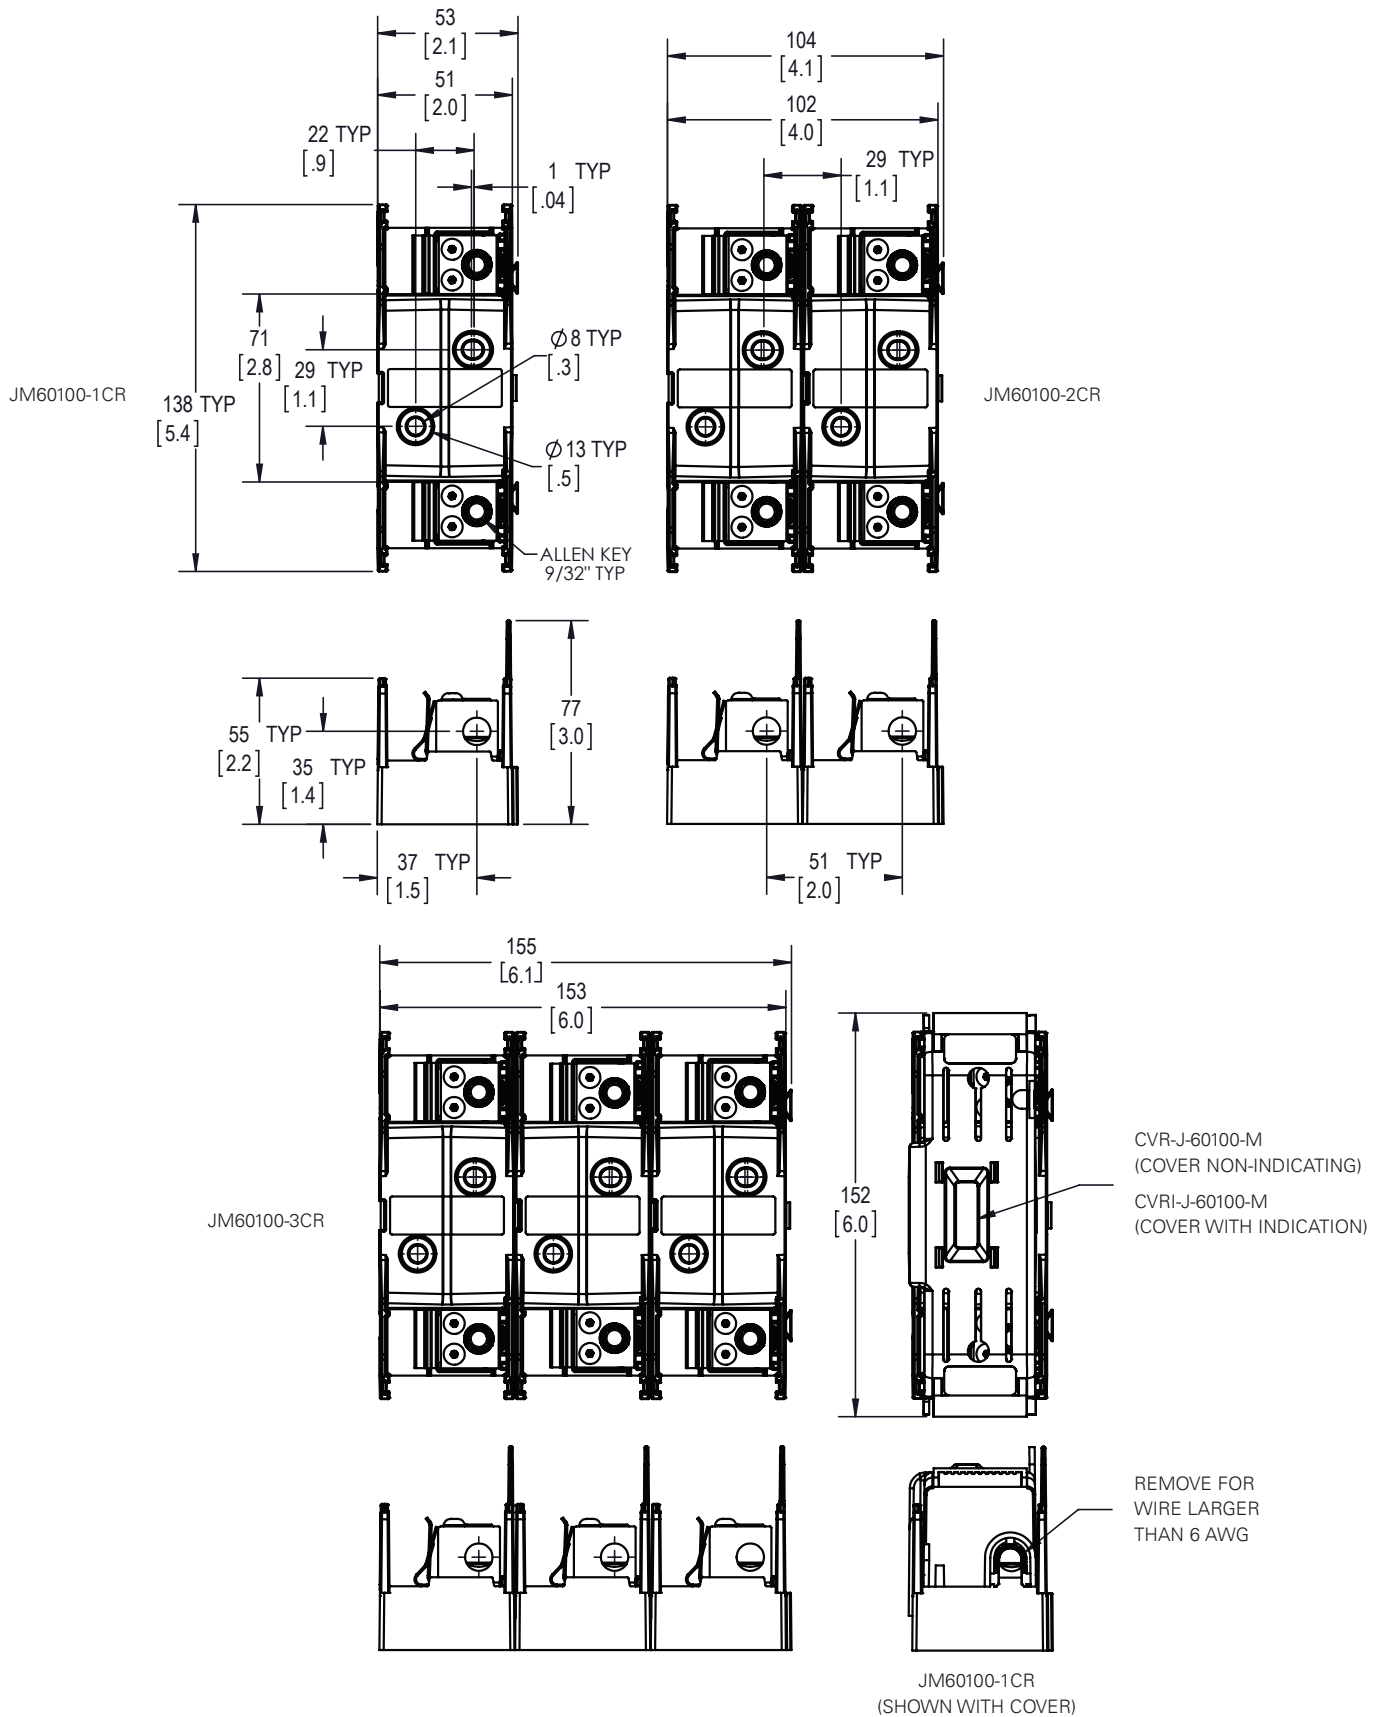 53
[2.1]
51
[2.0]
22 TYP
[.9]
1 TYP
[.04]
104
[4.1]
102
[4.0]
29 TYP
[1.1]
JM60100-1CR
138 TYP
[5.4]
71
[2.8]
29 TYP
[1.1]
Ø8 TYP
[.3]
Ø13 TYP
[.5]
ALLEN KEY
9/32" TYP
JM60100-2CR
55 TYP
[2.2]
35 TYP
[1.4]
77
[3.0]
37 TYP
[1.5]
51 TYP
[2.0]
155
[6.1]
153
[6.0]
JM60100-3CR
152
[6.0]
CVR-J-60100-M
(COVER NON-INDICATING)
CVRI-J-60100-M
(COVER WITH INDICATION)
REMOVE FOR
WIRE LARGER
THAN 6 AWG
JM60100-1CR
(SHOWN WITH COVER)